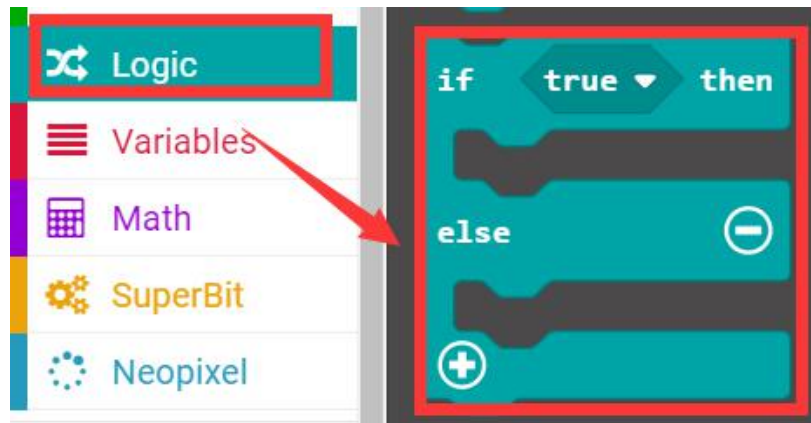 Logic
Variables
Math
SuperBit
Neopixel
if true then
else